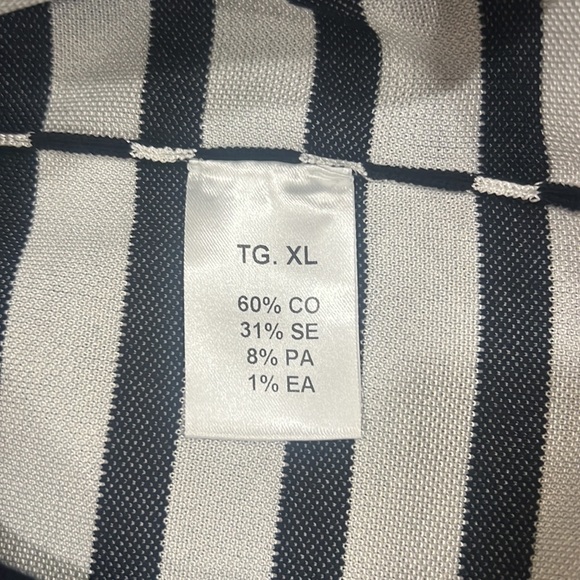 TG. XL
60% CO
31% SE
8% PA
1% EA